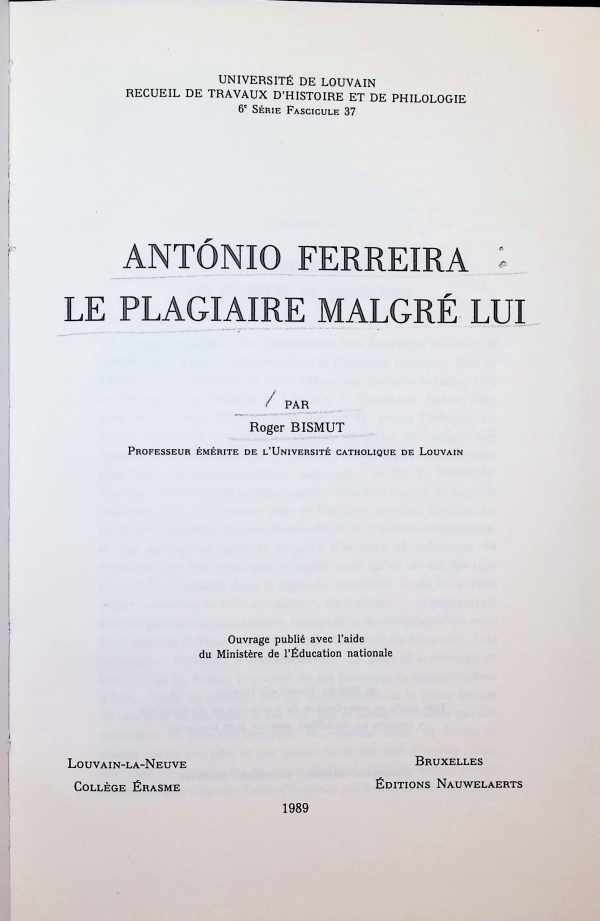 UNIVERSITÉ DE LOUVAIN
RECUEIL DE TRAVAUX D'HISTOIRE ET DE PHILOLOGIE
6e SÉRIE FASCICULE 37
ANTÓNIO FERREIRA :
LE PLAGIAIRE MALGRÉ LUI
/ PAR
Roger BISMUT
PROFESSEUR ÉMÉRITE DE L'UNIVERSITÉ CATHOLIQUE DE LOUVAIN
Ouvrage publié avec l'aide
du Ministère de l'Éducation nationale
LOUVAIN-LA-NEUVE
COLLÈGE ÉRASME
BRUXELLES
ÉDITIONS NAUWELAERTS
1989